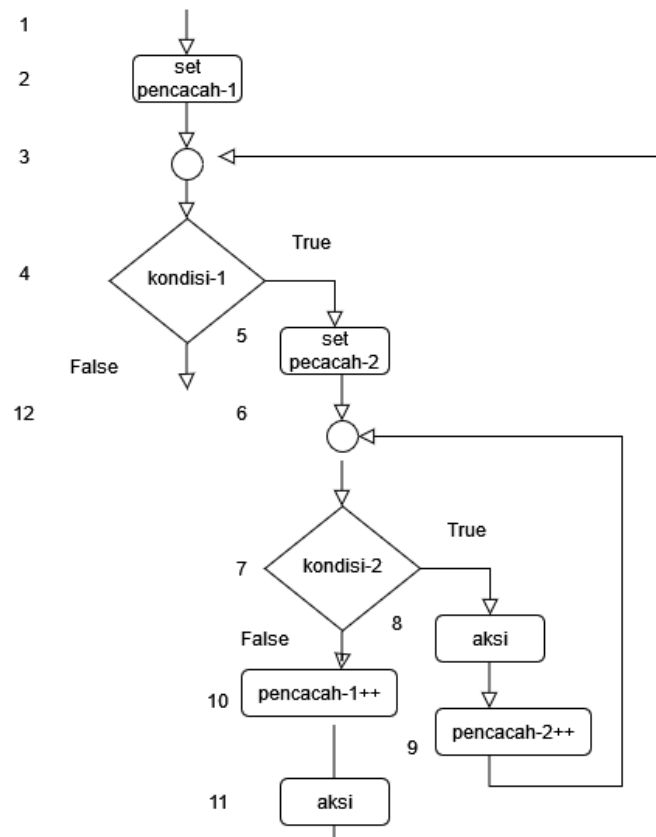 1
2
set
pencacah-1
3
True
4
kondisi-1
5
set
pecacah-2
False
12
6
True
7
kondisi-2
8
aksi
False
10
pencacah-1++
pencacah-2++
9
11
aksi